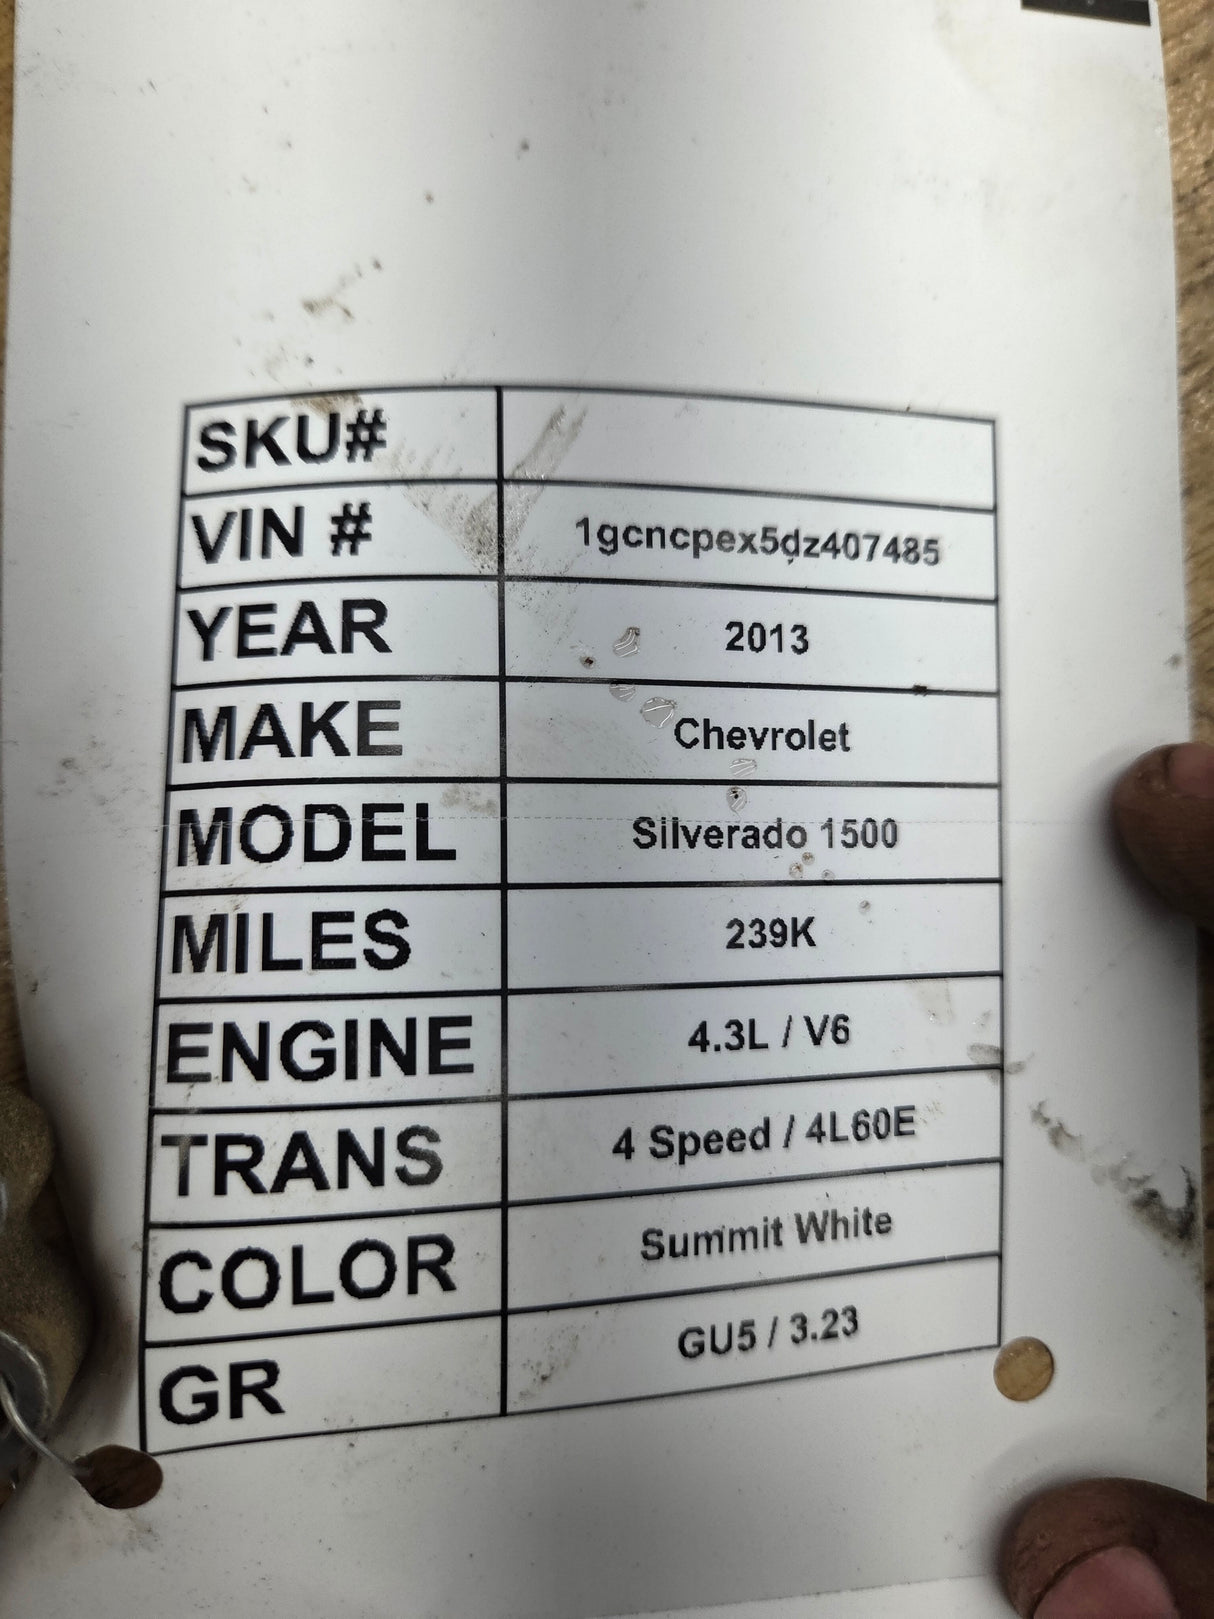 SKU#
VIN # 1gcncpex5dz407485
YEAR 2013
MAKE Chevrolet
MODEL Silverado 1500
MILES 239K
ENGINE 4.3L / V6
TRANS 4 Speed / 4L60E
COLOR Summit White
GR GU5 / 3.23